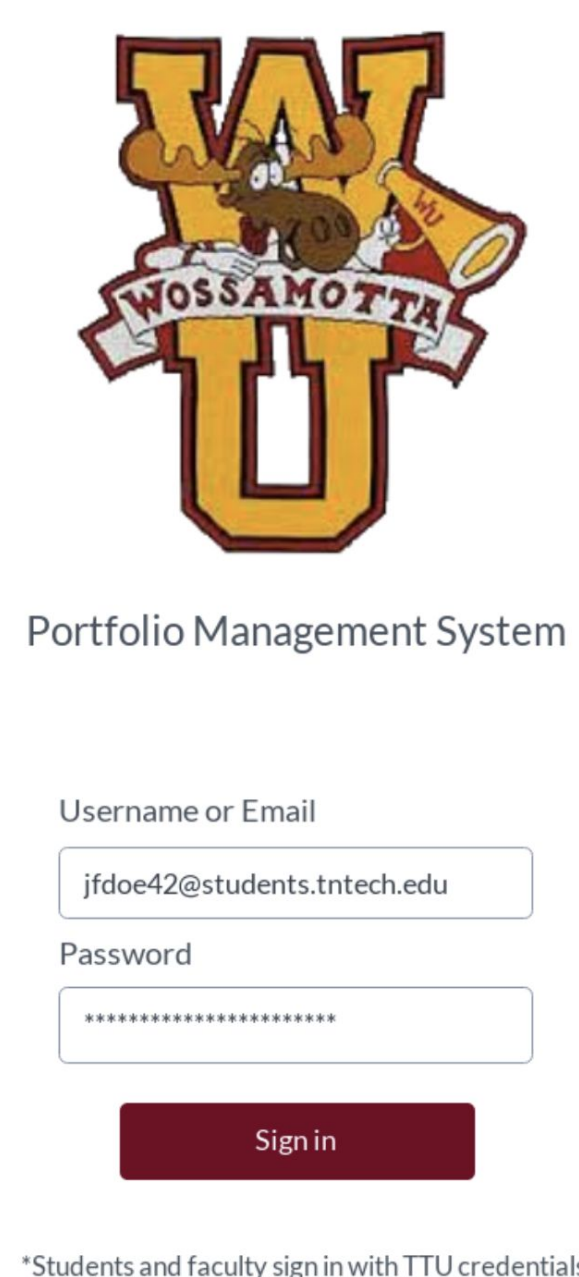 WU
WOSSAMOTTA
U
Portfolio Management System
Username or Email
jfdoe42@students.tntech.edu
Password
***********************
Sign in
*Students and faculty sign in with TTU credentials